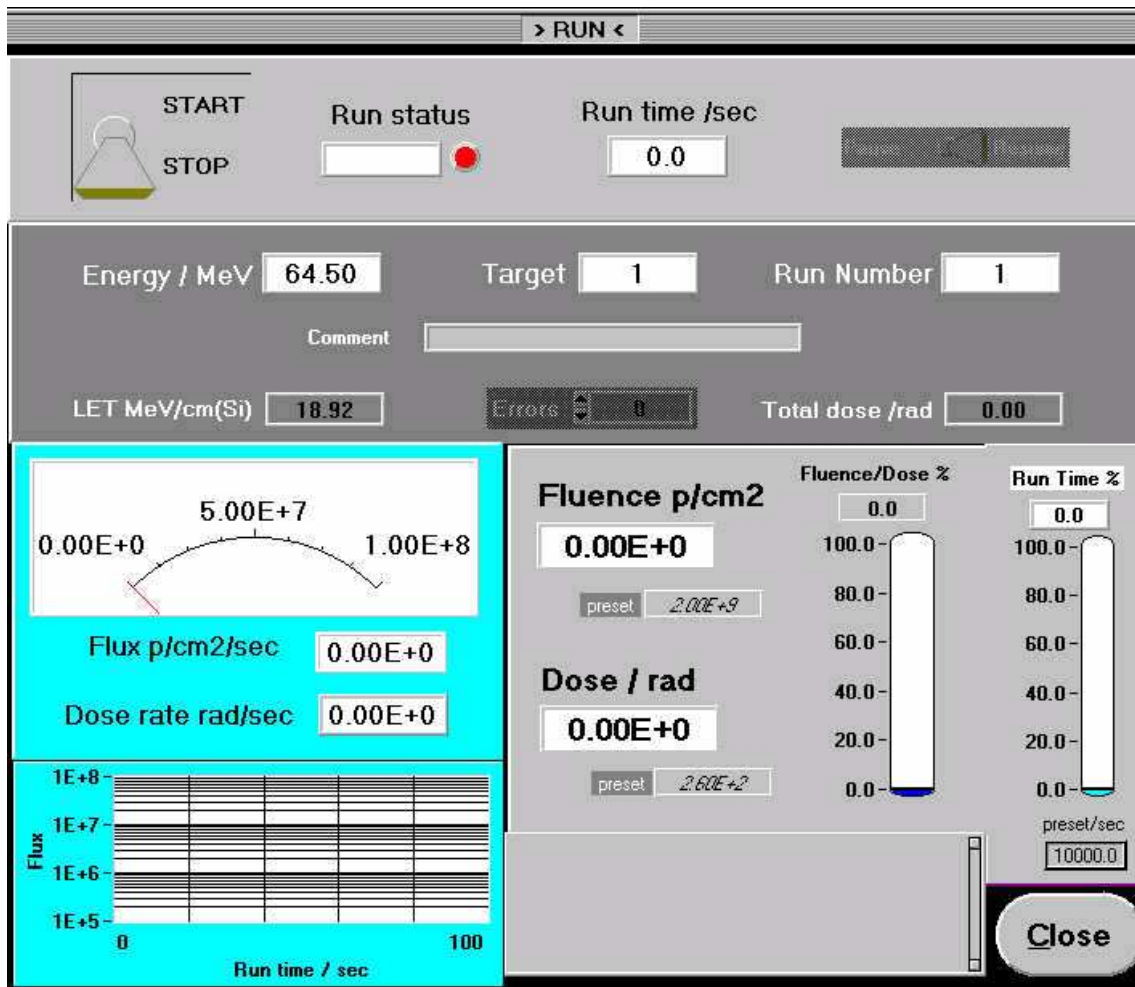 > RUN <
START
STOP
Run status
Run time /sec
0.0
Pause Resume
Energy / MeV 64.50
Target 1
Run Number 1
Comment
LET MeV/cm(Si) 18.92
Errors 0
Total dose /rad 0.00
5.00E+7
0.00E+0 1.00E+8
Flux p/cm2/sec 0.00E+0
Dose rate rad/sec 0.00E+0
1E+8
1E+7
1E+6
1E+5
Flux
0 100
Run time / sec
Fluence p/cm2
0.00E+0
preset 2.00E+9
Dose / rad
0.00E+0
preset 2.60E+2
Fluence/Dose %
0.0
100.0
80.0
60.0
40.0
20.0
0.0
Run Time %
0.0
100.0
80.0
60.0
40.0
20.0
0.0
preset/sec
10000.0
Close